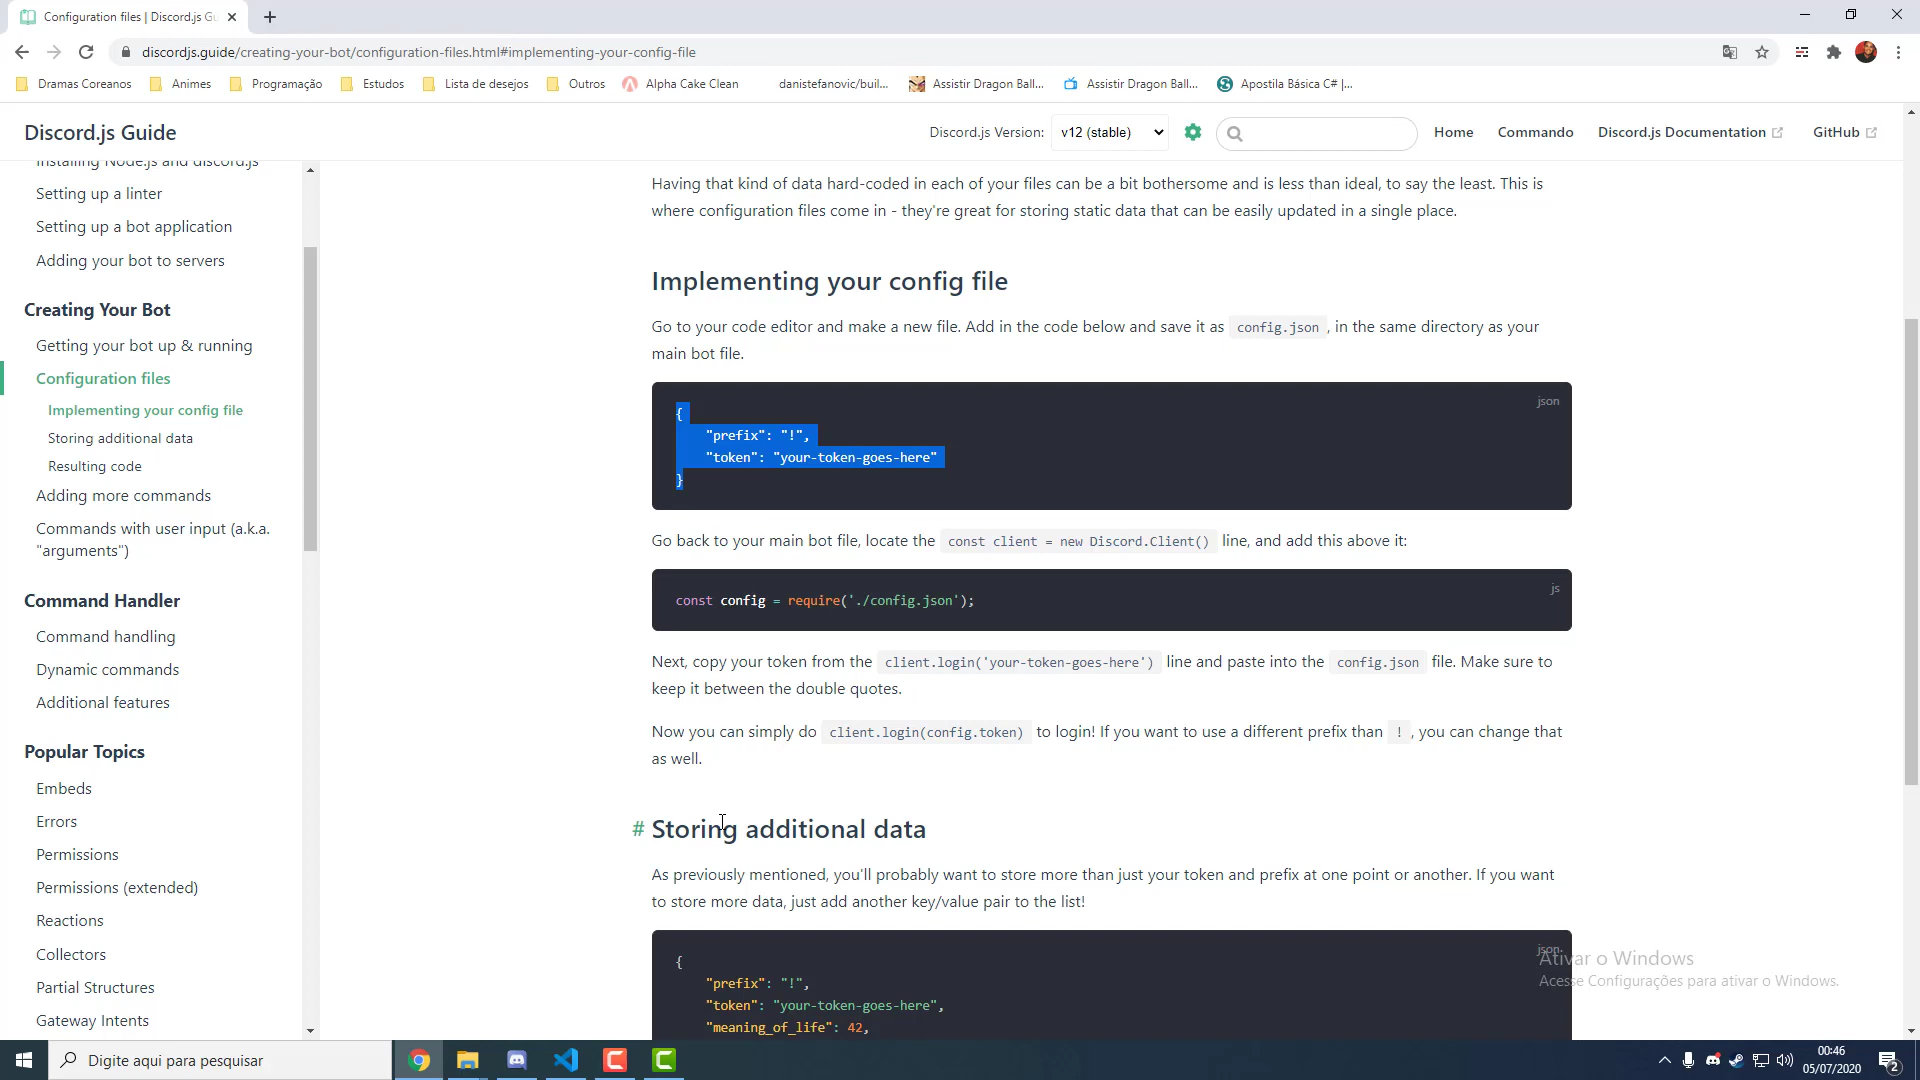 Configuration files | Discord.js Gu
discordjs.guide/creating-your-bot/configuration-files.html#implementing-your-config-file
Dramas Coreanos
Animes
Programação
Estudos
Lista de desejos
Outros
Alpha Cake Clean
danistefanovic/buil...
Assistir Dragon Ball...
Assistir Dragon Ball...
Apostila Básica C# |...
Discord.js Guide
Discord.js Version:
v12 (stable)
Home
Commando
Discord.js Documentation
GitHub
Installing Node.js and discord.js
Setting up a linter
Setting up a bot application
Adding your bot to servers
Creating Your Bot
Getting your bot up & running
Configuration files
Implementing your config file
Storing additional data
Resulting code
Adding more commands
Commands with user input (a.k.a.
"arguments")
Command Handler
Command handling
Dynamic commands
Additional features
Popular Topics
Embeds
Errors
Permissions
Permissions (extended)
Reactions
Collectors
Partial Structures
Gateway Intents
Having that kind of data hard-coded in each of your files can be a bit bothersome and is less than ideal, to say the least. This is
where configuration files come in - they're great for storing static data that can be easily updated in a single place.
Implementing your config file
Go to your code editor and make a new file. Add in the code below and save it as config.json , in the same directory as your
main bot file.
json
{
"prefix": "!",
"token": "your-token-goes-here"
}
Go back to your main bot file, locate the const client = new Discord.Client() line, and add this above it:
js
const config = require('./config.json');
Next, copy your token from the client.login('your-token-goes-here') line and paste into the config.json file. Make sure to
keep it between the double quotes.
Now you can simply do client.login(config.token) to login! If you want to use a different prefix than ! , you can change that
as well.
# Storing additional data
As previously mentioned, you'll probably want to store more than just your token and prefix at one point or another. If you want
to store more data, just add another key/value pair to the list!
json
{
"prefix": "!",
"token": "your-token-goes-here",
"meaning_of_life": 42,
Ativar o Windows
Acesse Configurações para ativar o Windows.
Digite aqui para pesquisar
00:46
05/07/2020
2